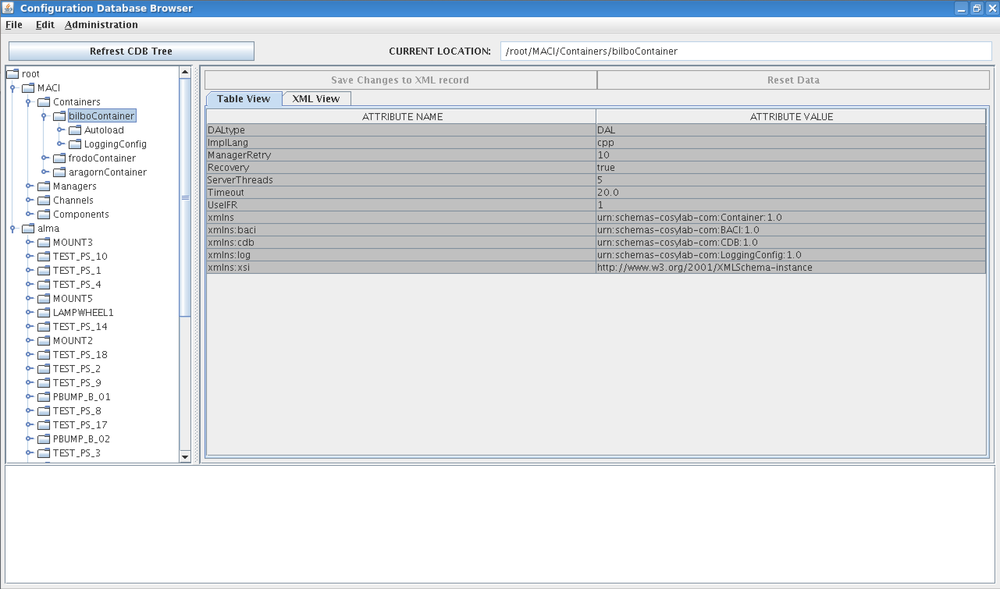 Configuration Database Browser
File Edit Administration
Refrest CDB Tree
CURRENT LOCATION: /root/MACI/Containers/bilboContainer
root
MACI
Containers
bilboContainer
Autoload
LoggingConfig
frodoContainer
aragornContainer
Managers
Channels
Components
alma
MOUNT3
TEST_PS_10
TEST_PS_1
TEST_PS_4
MOUNT5
LAMPWHEEL1
TEST_PS_14
MOUNT2
TEST_PS_18
TEST_PS_2
TEST_PS_9
PBUMP_B_01
TEST_PS_8
TEST_PS_17
PBUMP_B_02
TEST_PS_3
Save Changes to XML record Reset Data
Table View XML View
ATTRIBUTE NAME ATTRIBUTE VALUE
DALtype DAL
ImplLang cpp
ManagerRetry 10
Recovery true
ServerThreads 5
Timeout 20.0
UseIFR 1
xmlns urn:schemas-cosylab-com:Container:1.0
xmlns:baci urn:schemas-cosylab-com:BACI:1.0
xmlns:cdb urn:schemas-cosylab-com:CDB:1.0
xmlns:log urn:schemas-cosylab-com:LoggingConfig:1.0
xmlns:xsi http://www.w3.org/2001/XMLSchema-instance